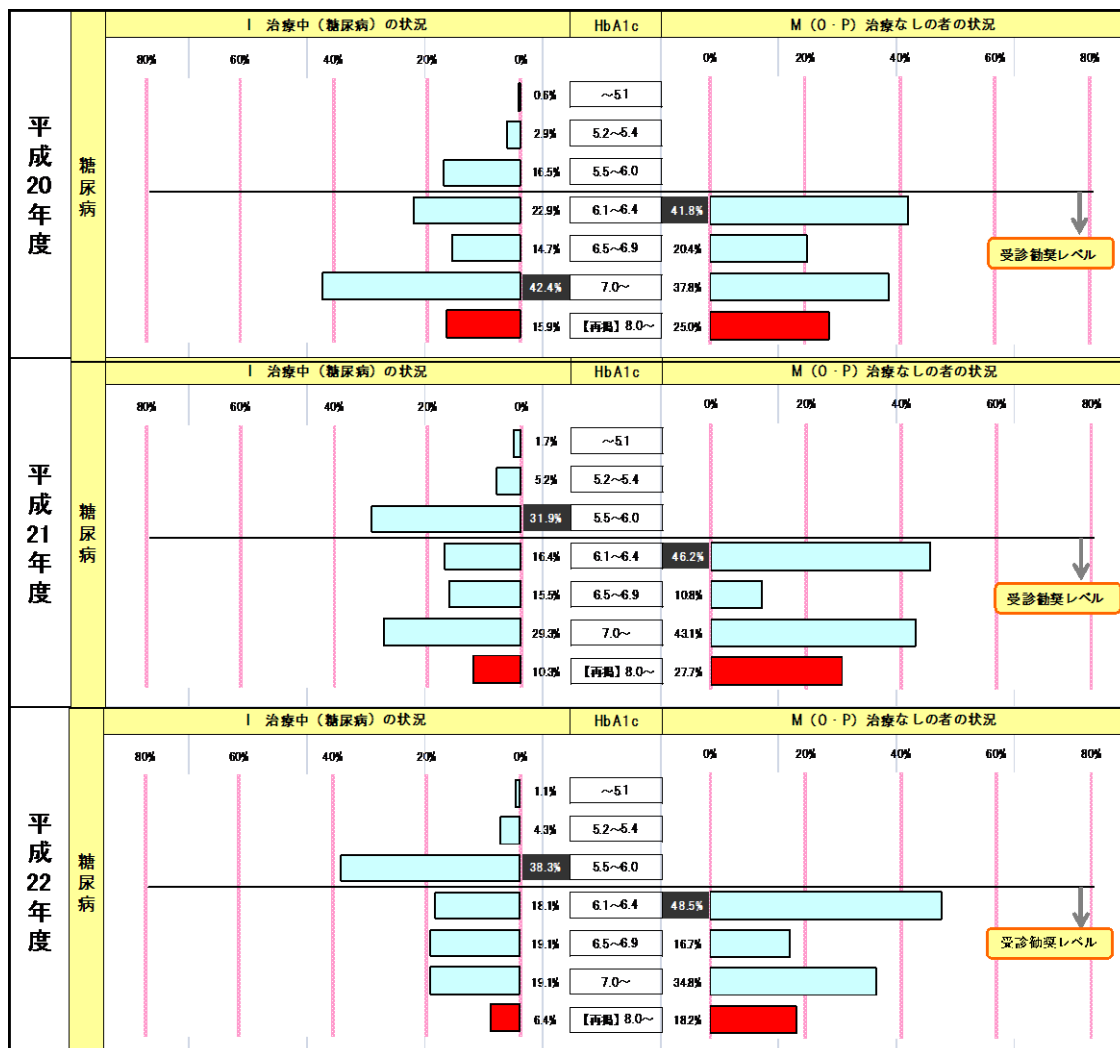 平成20年度
糖尿病
I 治療中（糖尿病）の状況 HbA1c M（O‐P）治療なしの者の状況
80% 60% 40% 20% 0% 0% 20% 40% 80%
0.6% ～5.1
2.9% 5.2～5.4
16.5% 5.5～6.0
22.9% 6.1～6.4 41.8%
14.7% 6.5～6.9 20.4%
受診勧奨レベル
42.4% 7.0～ 37.8%
15.9% 【再掲】8.0～ 25.0%
平成21年度
糖尿病
I 治療中（糖尿病）の状況 HbA1c M（O‐P）治療なしの者の状況
80% 60% 40% 20% 0% 0% 20% 40% 60% 80%
1.7% ～5.1
5.2% 5.2～5.4
31.9% 5.5～6.0
16.4% 6.1～6.4 46.2%
15.5% 6.5～6.9 10.8%
受診勧奨レベル
29.3% 7.0～ 43.1%
10.3% 【再掲】8.0～ 27.7%
平成22年度
糖尿病
I 治療中（糖尿病）の状況 HbA1c M（O‐P）治療なしの者の状況
80% 60% 40% 20% 0% 0% 20% 40% 60% 80%
1.1% ～5.1
4.3% 5.2～5.4
38.3% 5.5～6.0
18.1% 6.1～6.4 48.5%
19.1% 6.5～6.9 16.7%
受診勧奨レベル
19.1% 7.0～ 34.8%
6.4% 【再掲】8.0～ 18.2%